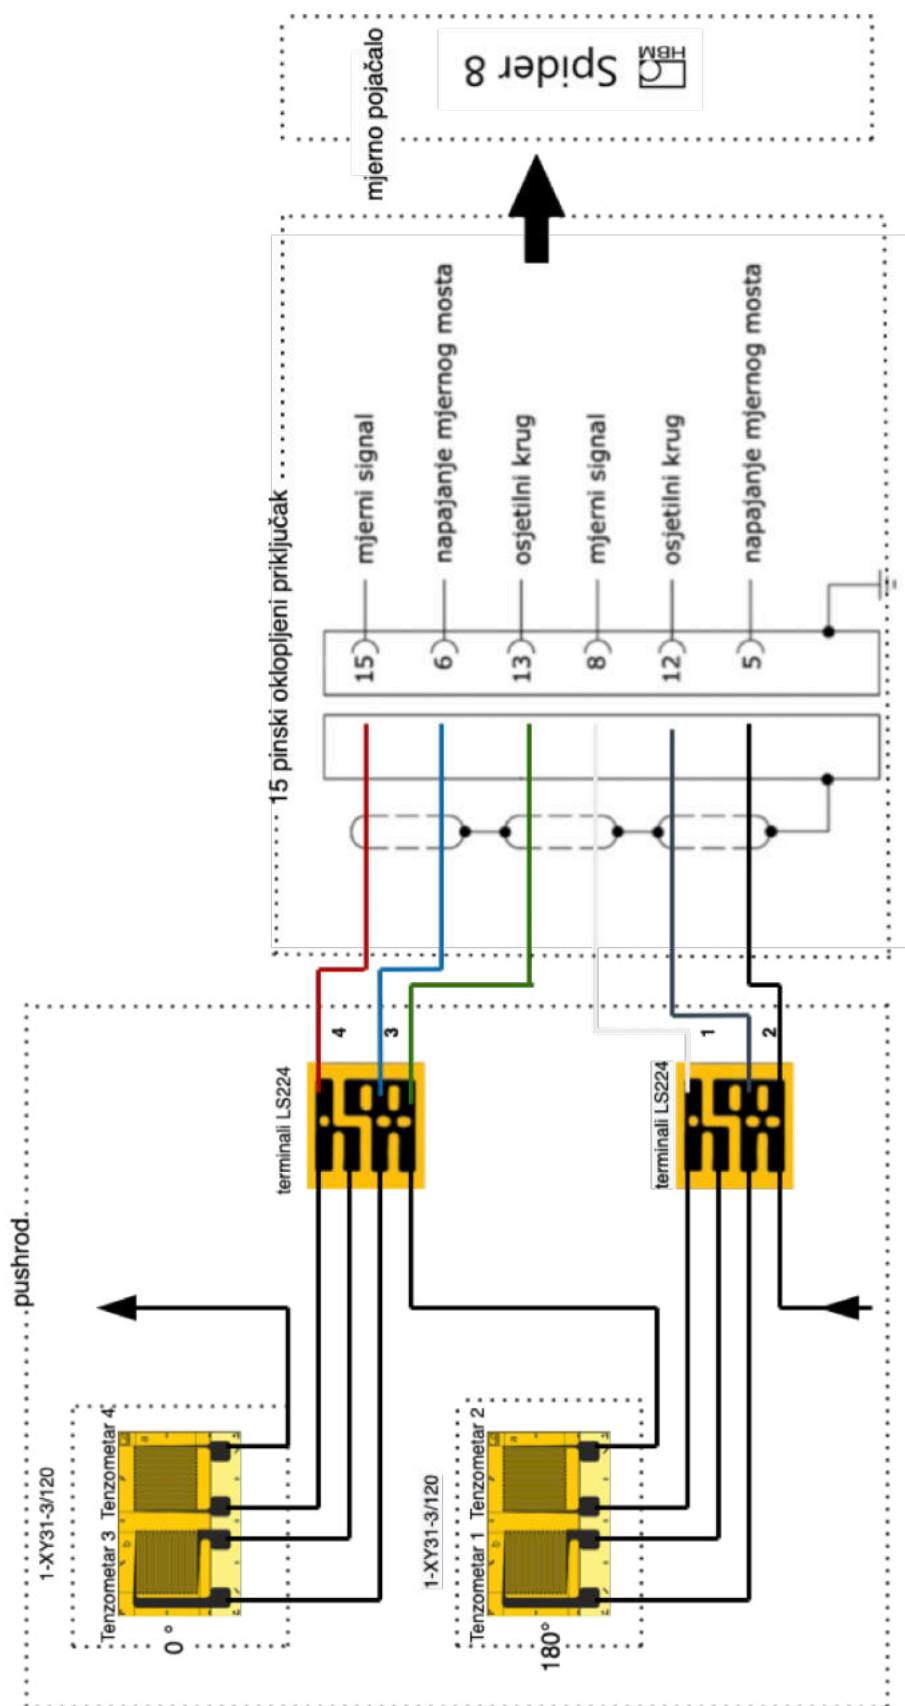 pushrod
1-XY31-3/120
Tenzometar 3
Tenzometar 4
0°
1-XY31-3/120
Tenzometar 1
Tenzometar 2
180°
terminali LS224
4
3
terminali LS224
1
2
15 pinski oklopljeni priključak
15 mjerni signal
6 napajanje mjernog mosta
13 osjetilni krug
8 mjerni signal
12 osjetilni krug
5 napajanje mjernog mosta
mjerno pojačalo
HBM
Spider 8